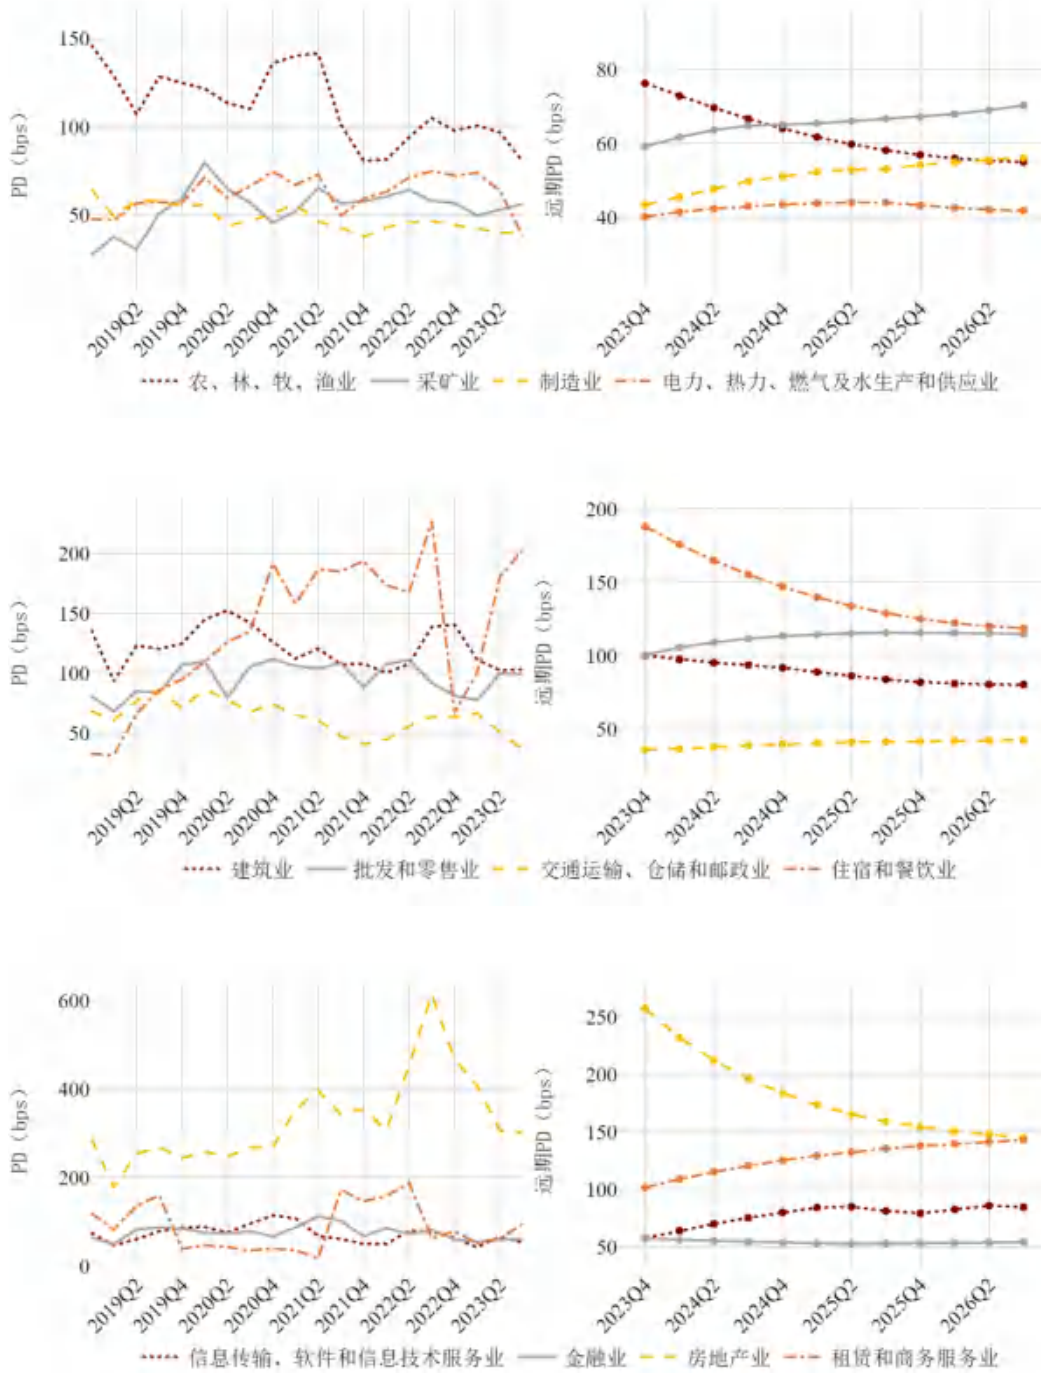 PD（bps）
150
100
50
2019Q2
2019Q4
2020Q2
2020Q4
2021Q2
2021Q4
2022Q2
2022Q4
2023Q2
远期PD（bps）
80
60
40
2023Q4
2024Q2
2024Q4
2025Q2
2025Q4
2026Q2
农、林、牧、渔业 采矿业 制造业 电力、热力、燃气及水生产和供应业
PD（bps）
200
150
100
50
2019Q2
2019Q4
2020Q2
2020Q4
2021Q2
2021Q4
2022Q2
2022Q4
2023Q2
远期PD（bps）
200
150
100
50
2023Q4
2024Q2
2024Q4
2025Q2
2025Q4
2026Q2
建筑业 批发和零售业 交通运输、仓储和邮政业 住宿和餐饮业
PD（bps）
600
400
200
0
2019Q2
2019Q4
2020Q2
2020Q4
2021Q2
2021Q4
2022Q2
2022Q4
2023Q2
远期PD（bps）
250
200
150
100
50
2023Q4
2024Q2
2024Q4
2025Q2
2025Q4
2026Q2
信息传输、软件和信息技术服务业 金融业 房地产业 租赁和商务服务业